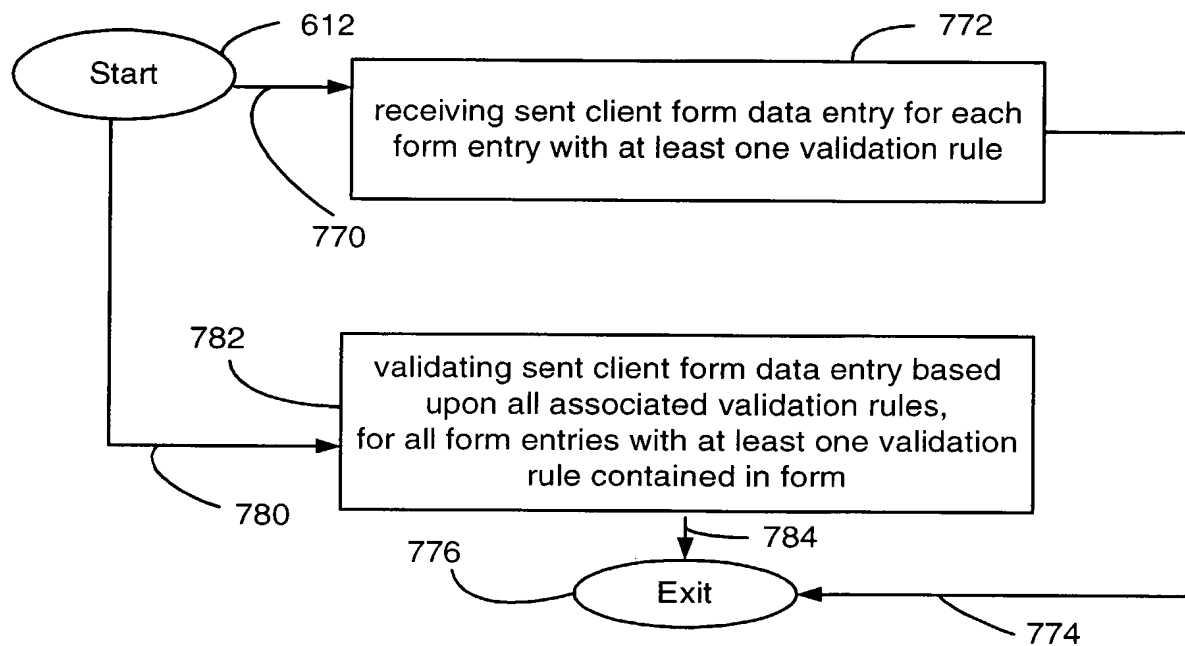 612
772
Start
receiving sent client form data entry for each
form entry with at least one validation rule
770
782
validating sent client form data entry based
upon all associated validation rules,
for all form entries with at least one validation
rule contained in form
780
784
776
Exit
774